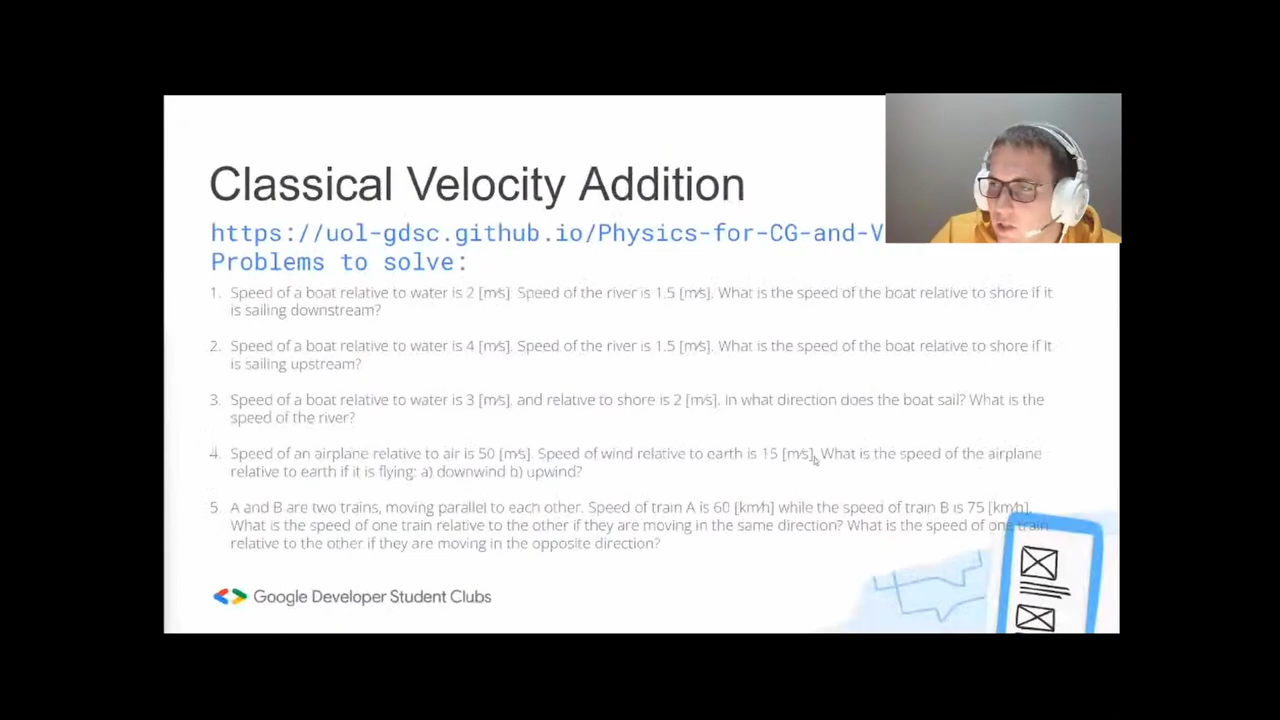 Classical Velocity Addition
https://uol-gdsc.github.io/Physics-for-CG-and-V
Problems to solve:
1. Speed of a boat relative to water is 2 [m/s]. Speed of the river is 1.5 [m/s]. What is the speed of the boat relative to shore if it
is sailing downstream?
2. Speed of a boat relative to water is 4 [m/s]. Speed of the river is 1.5 [m/s]. What is the speed of the boat relative to shore if it
is sailing upstream?
3. Speed of a boat relative to water is 3 [m/s], and relative to shore is 2 [m/s]. In what direction does the boat sail? What is the
speed of the river?
4. Speed of an airplane relative to air is 50 [m/s]. Speed of wind relative to earth is 15 [m/s]. What is the speed of the airplane
relative to earth if it is flying: a) downwind b) upwind?
5. A and B are two trains, moving parallel to each other. Speed of train A is 60 [km/h] while the speed of train B is 75 [km/h].
What is the speed of one train relative to the other if they are moving in the same direction? What is the speed of one train
relative to the other if they are moving in the opposite direction?
Google Developer Student Clubs